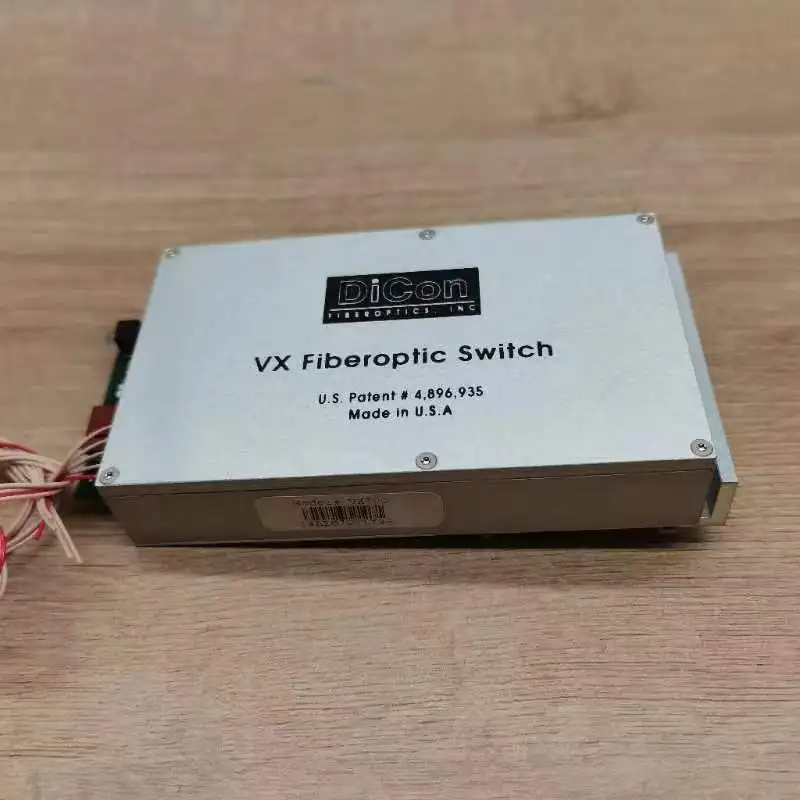 DiCon
FIBEROPTICS, INC
VX Fiberoptic Switch
U.S. Patent # 4,896,935
Made in U.S.A